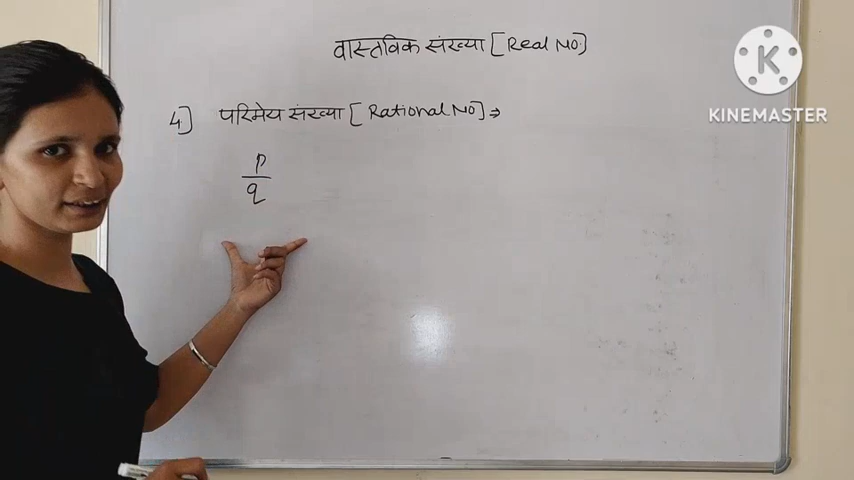 वास्तविक संख्या [Real No.]
K
KINEMASTER
4] परिमेय संख्या [Rational No] ⇒
p
q